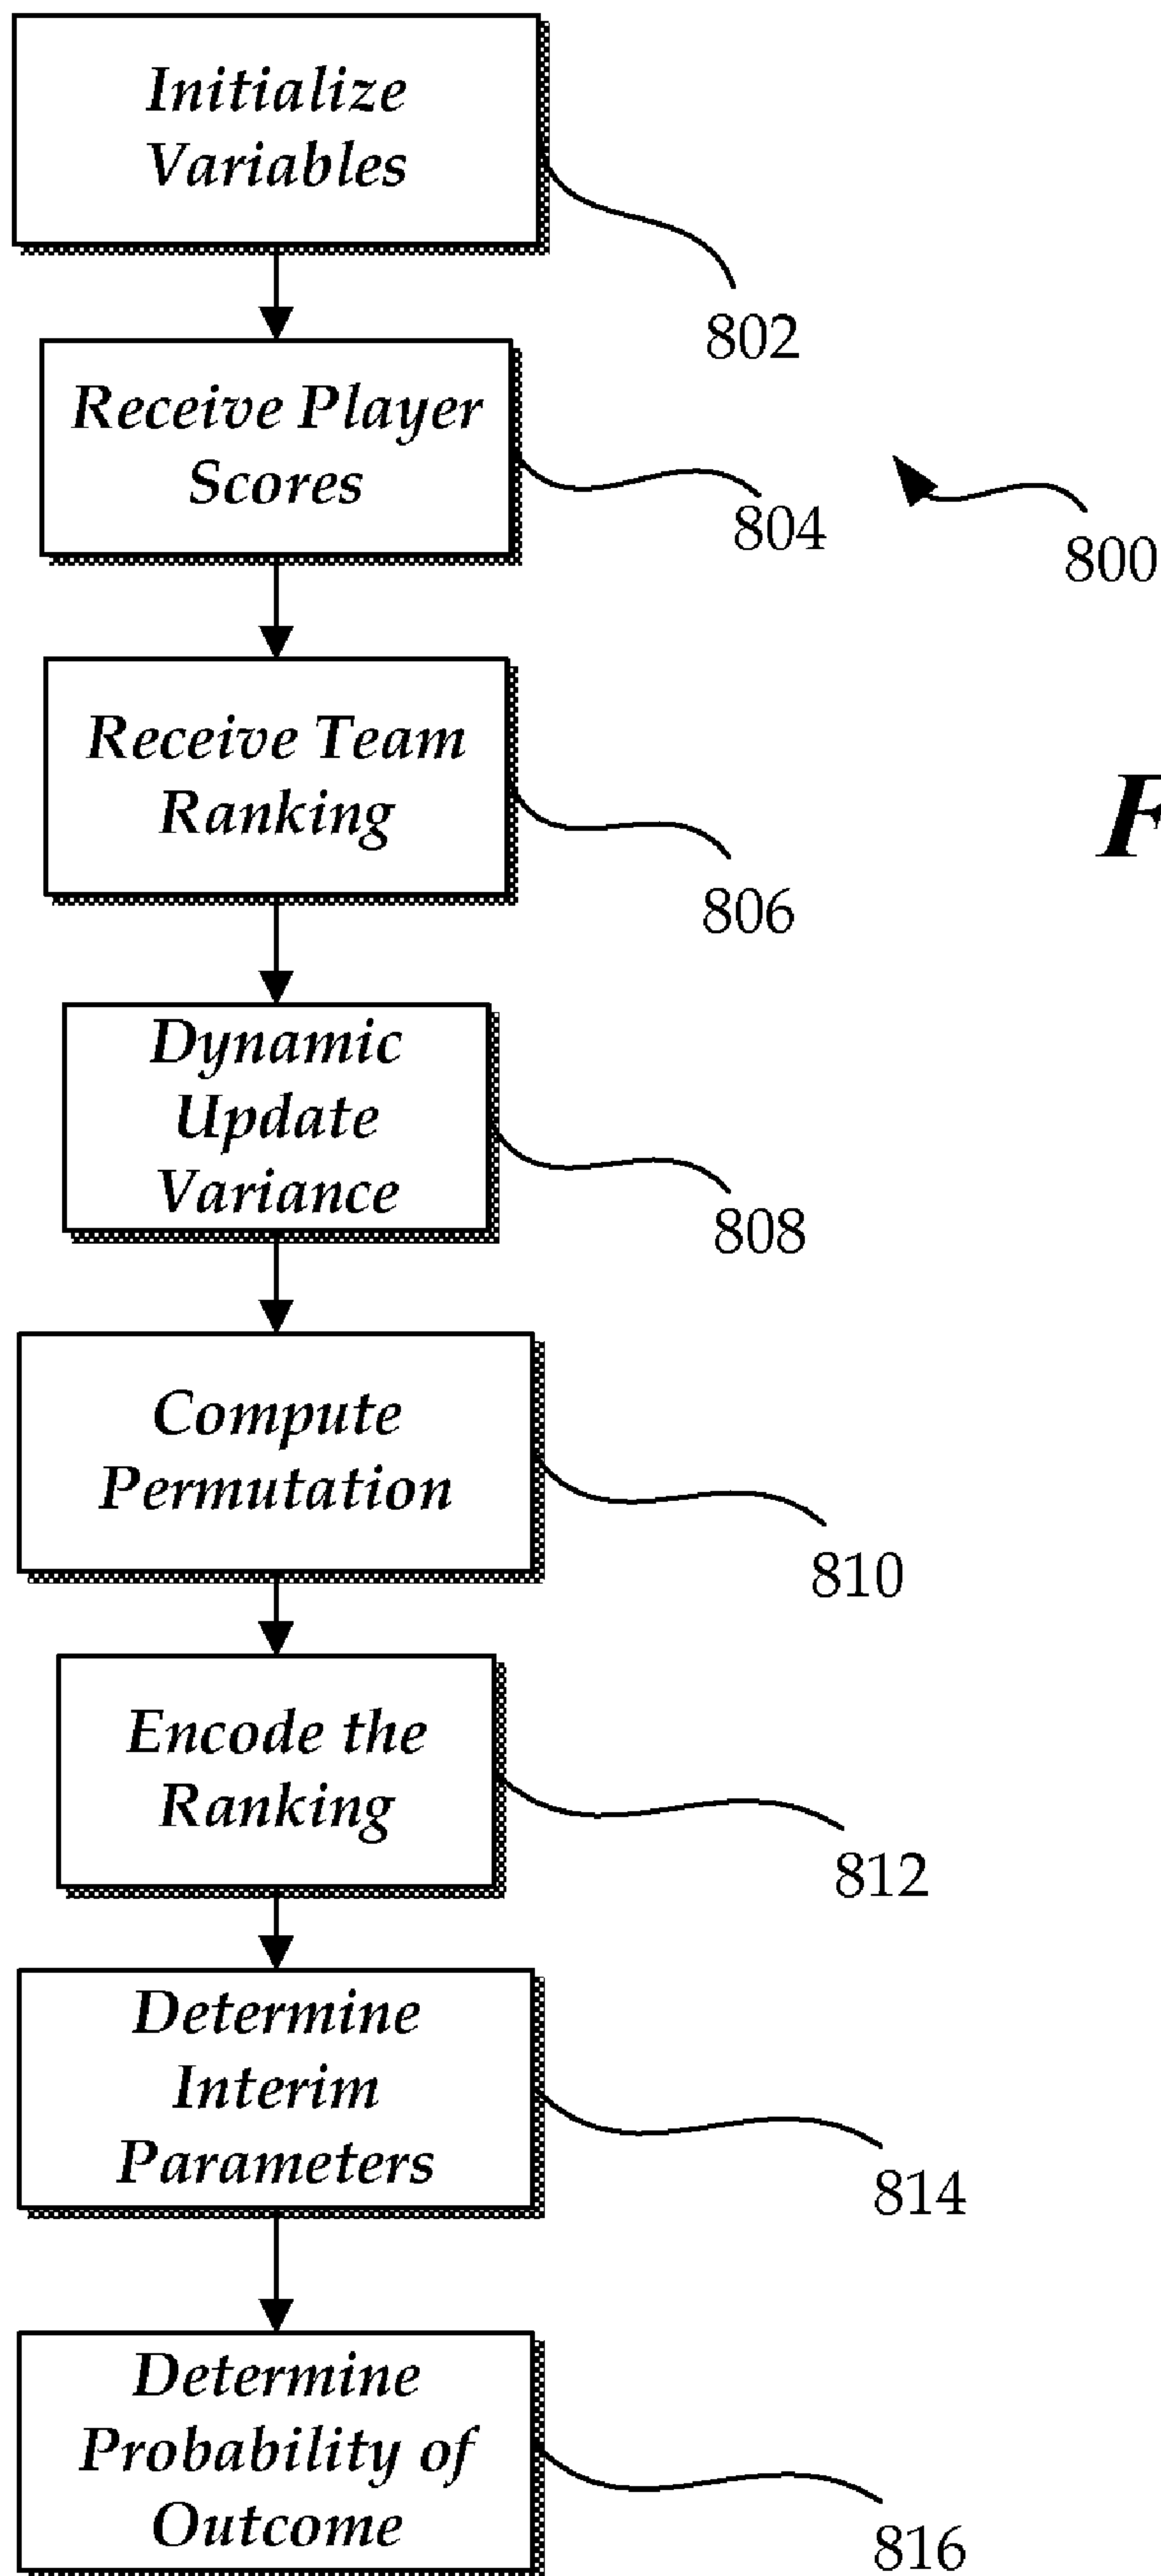 Initialize
Variables
802
Receive Player
Scores
804
800
Receive Team
Ranking
806
F
Dynamic
Update
Variance
808
Compute
Permutation
810
Encode the
Ranking
812
Determine
Interim
Parameters
814
Determine
Probability of
Outcome
816